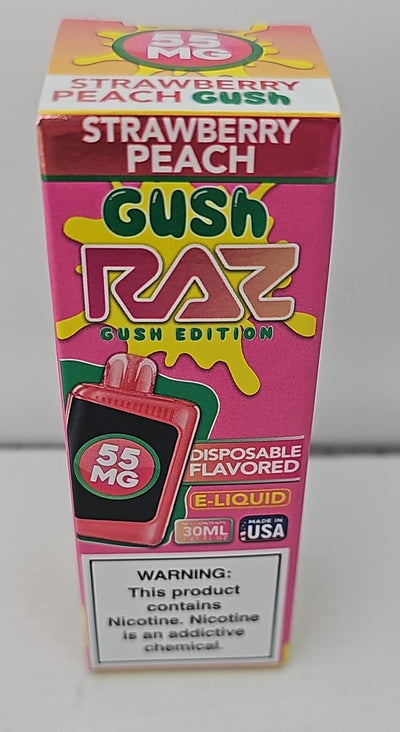 55
MG
STRAWBERRY
PEACH GUSH
STRAWBERRY
PEACH
GUSH
RAZ
GUSH EDITION
55
MG
DISPOSABLE
FLAVORED
E-LIQUID
30ML
MADE IN
USA
WARNING:
This product
contains
Nicotine. Nicotine
is an addictive
chemical.